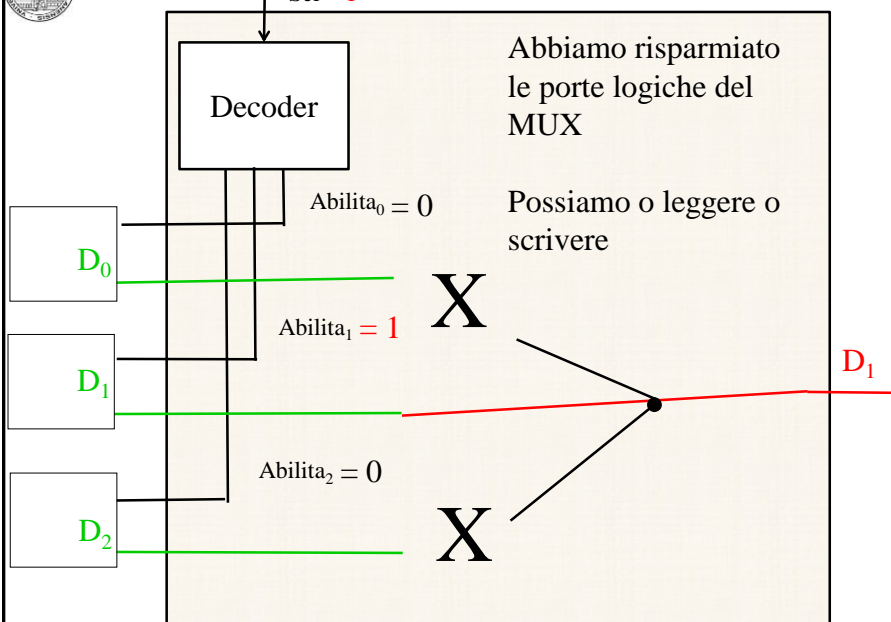 Abbiamo risparmiato
le porte logiche del
MUX
Decoder
Possiamo o leggere o
scrivere
Abilita₀ = 0
D₀
X
Abilita₁ = 1
D₁
D₁
Abilita₂ = 0
D₂
X